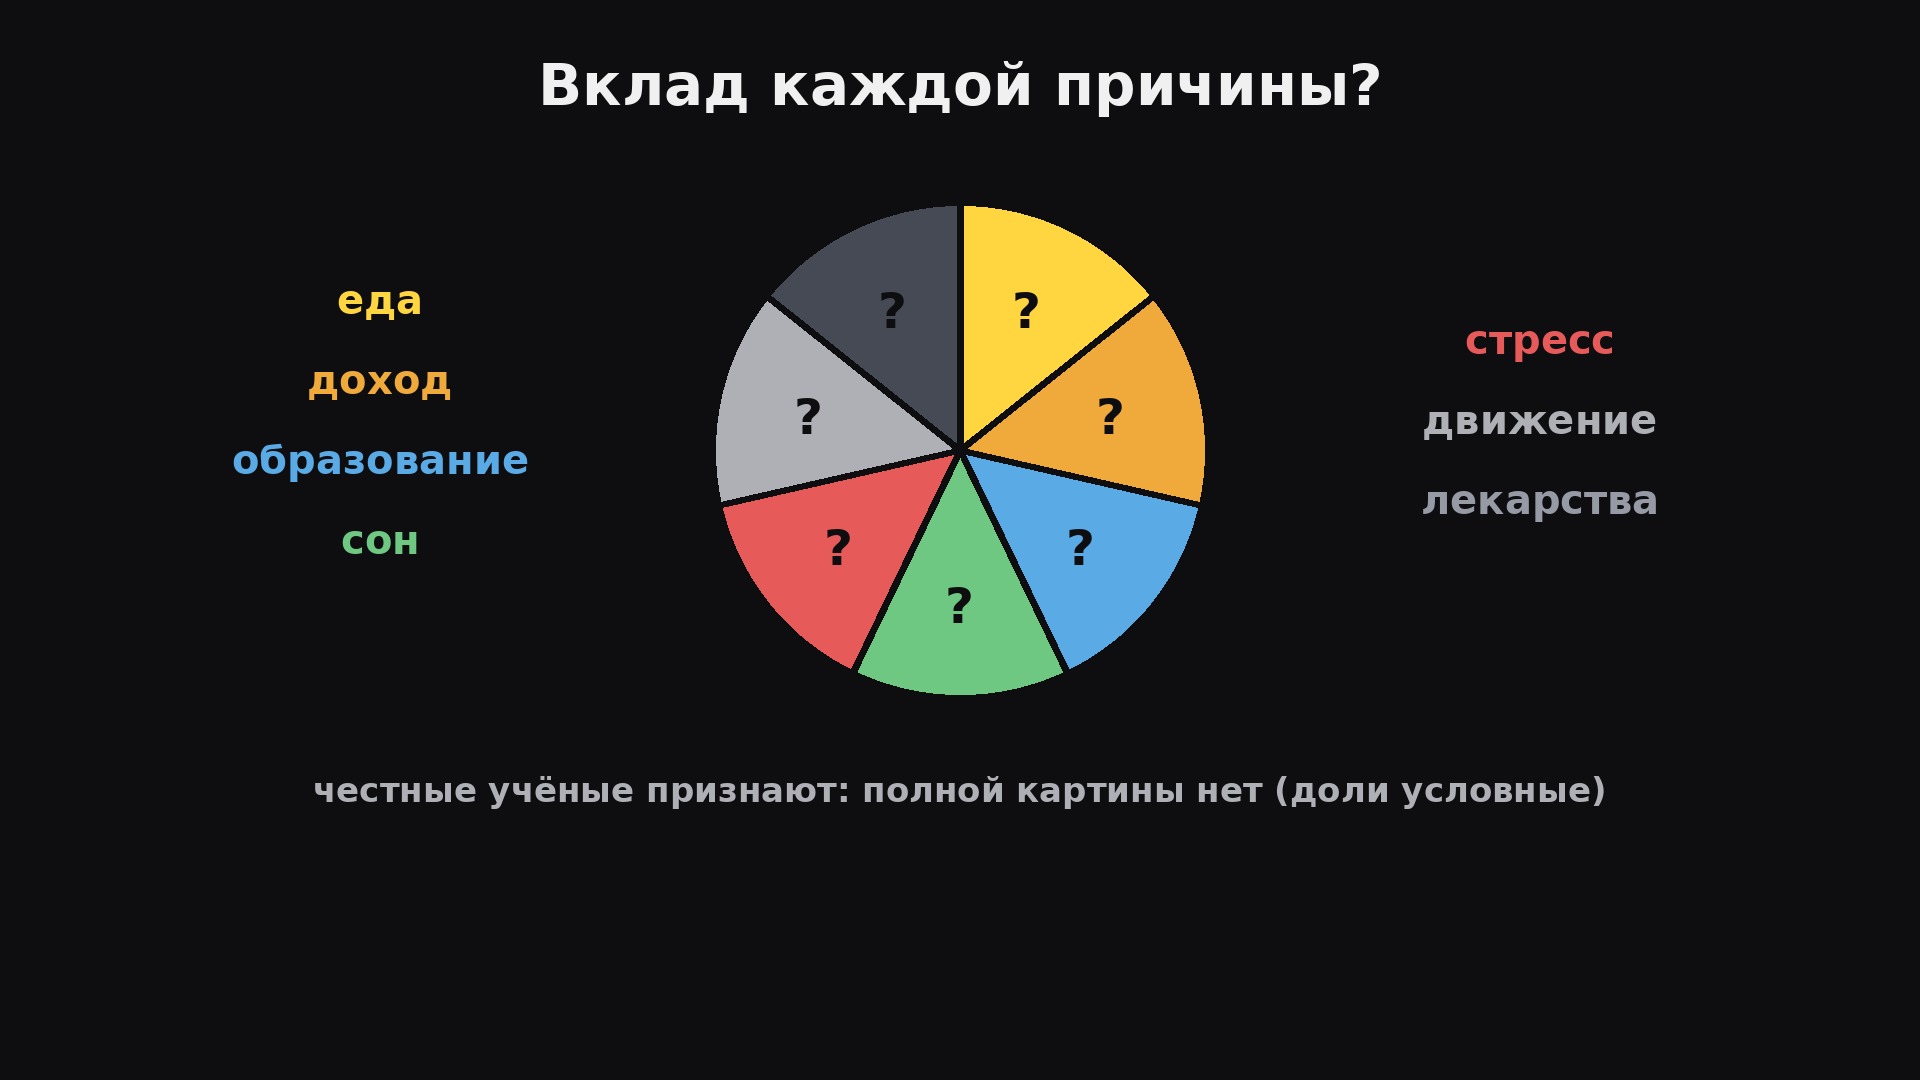 Вклад каждой причины?
еда
доход
образование
сон
?
?
?
?
?
?
?
стресс
движение
лекарства
честные учёные признают: полной картины нет (доли условные)